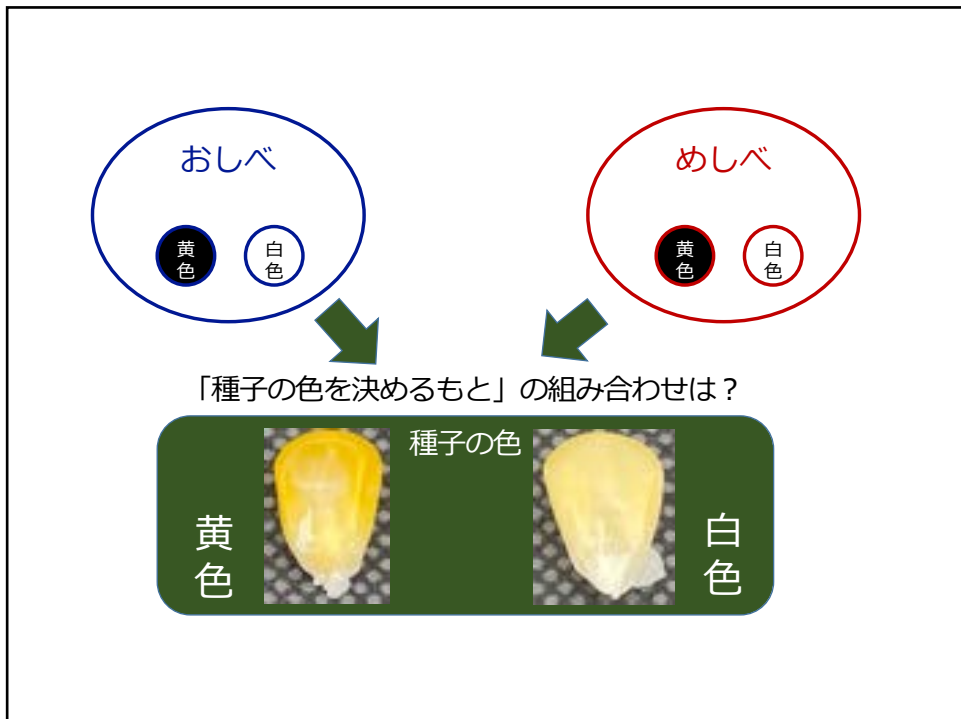 おしべ
めしべ
黄色
白色
黄色
白色
「種子の色を決めるもと」の組み合わせは？
種子の色
黄色
白色